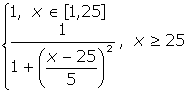 { 1, x ∈ [1,25]
1 / (1 + ((x − 25) / 5)²) , x ≥ 25